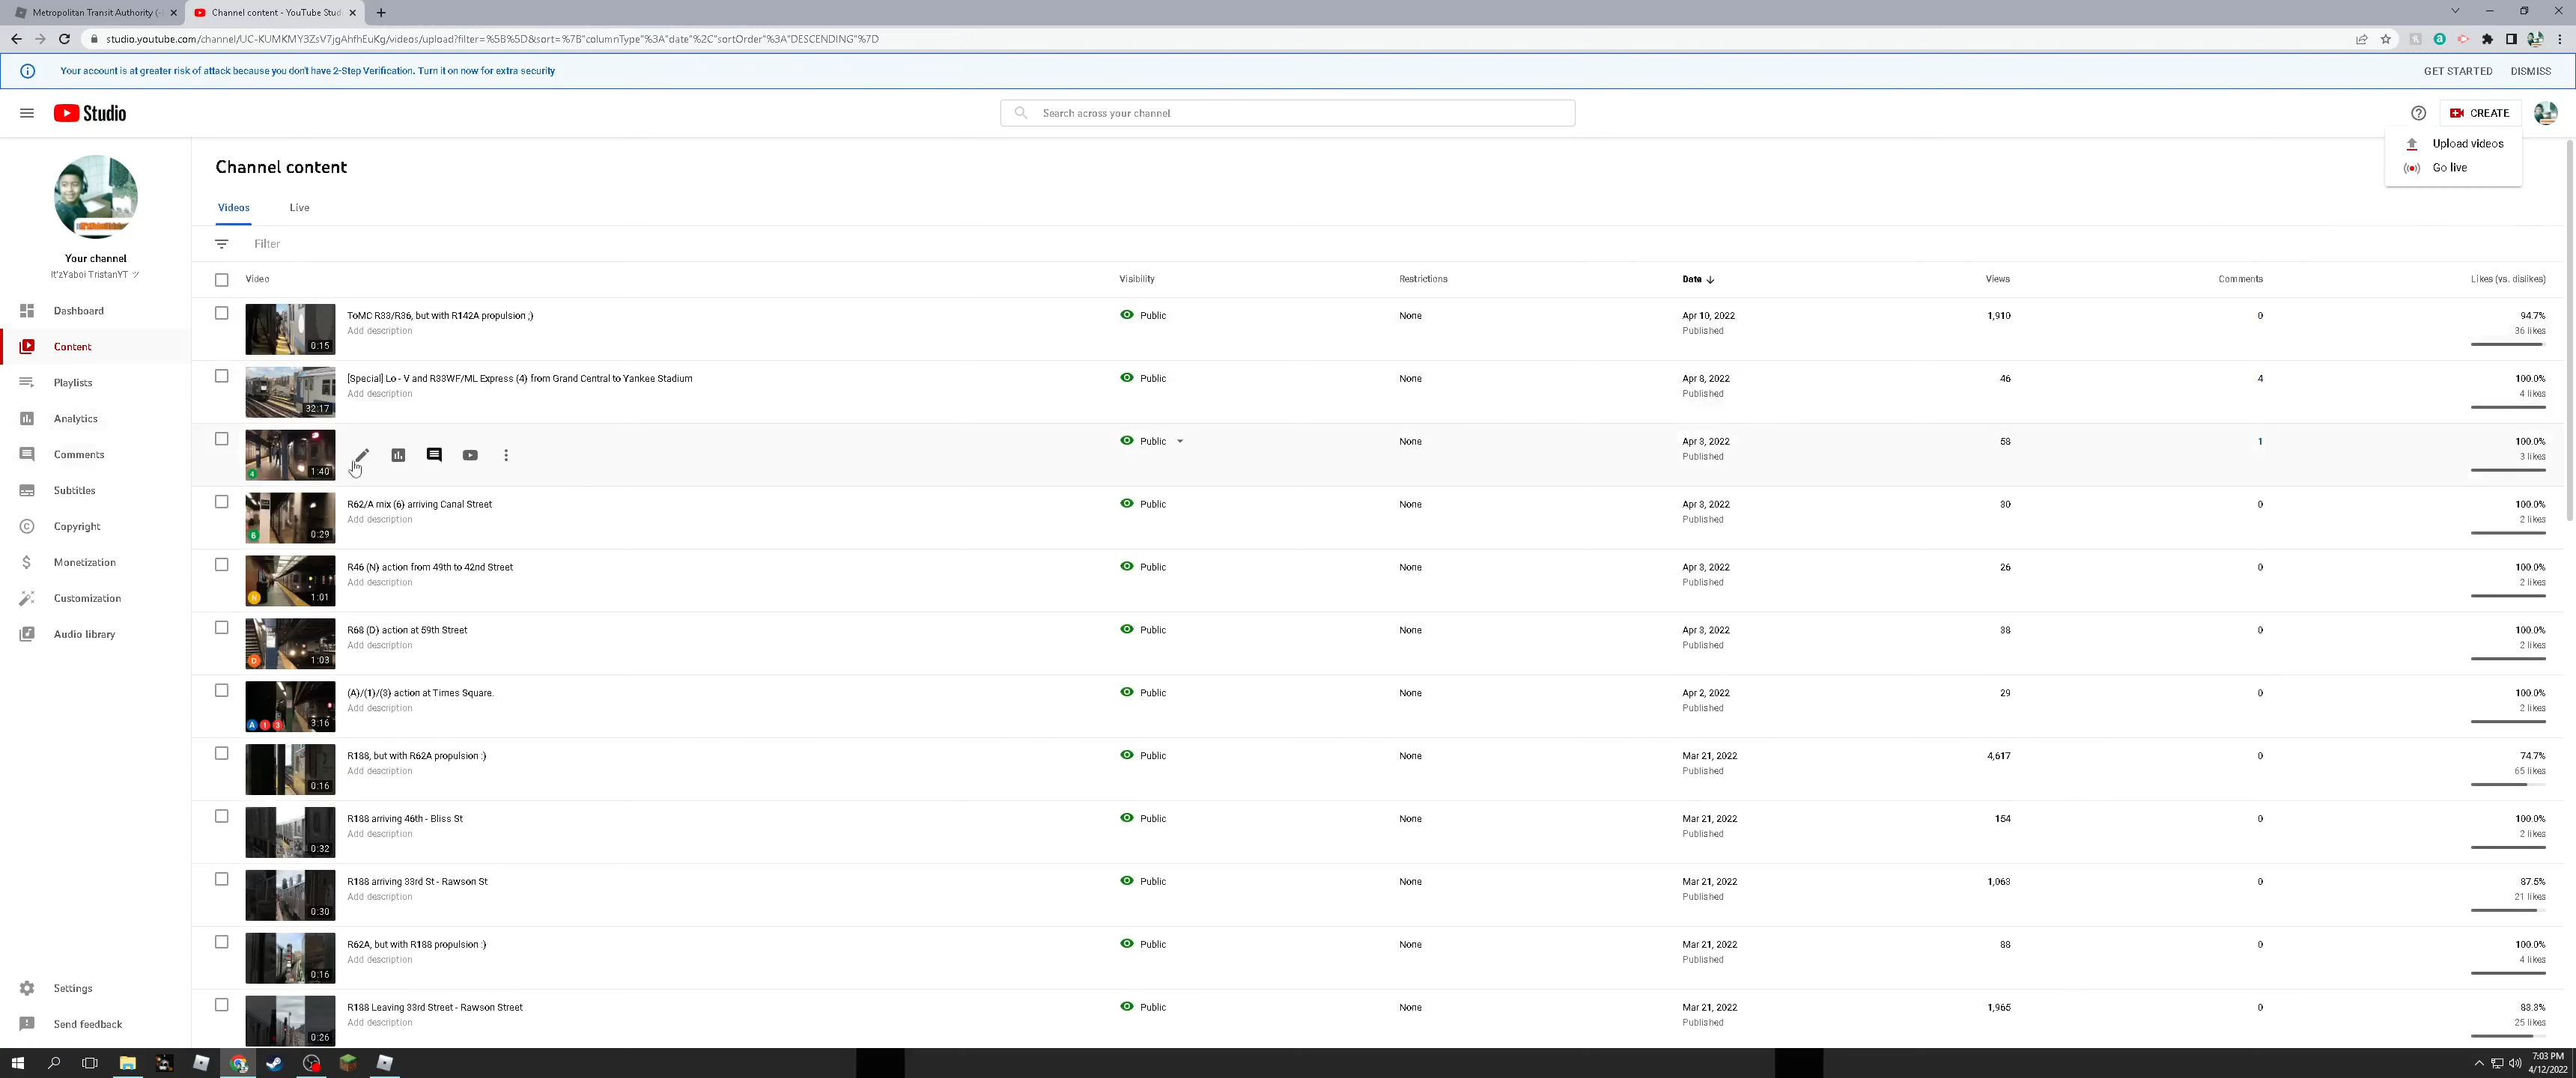 Metropolitan Transit Authority (-
Channel content - YouTube Stud
studio.youtube.com/channel/UC-KUMKMY3ZsV7jgAhfhEuKg/videos/upload?filter=%5B%5D&sort=%7B"columnType"%3A"date"%2C"sortOrder"%3A"DESCENDING"%7D
Your account is at greater risk of attack because you don't have 2-Step Verification. Turn it on now for extra security
GET STARTED DISMISS
Studio
Search across your channel
CREATE
Upload videos
Go live
Your channel
It'zYaboi TristanYT ツ
Dashboard
Content
Playlists
Analytics
Comments
Subtitles
Copyright
Monetization
Customization
Audio library
Settings
Send feedback
Channel content
Videos Live
Filter
Video Visibility Restrictions Date Views Comments Likes (vs. dislikes)
0:15
ToMC R33/R36, but with R142A propulsion ;) Public None Apr 10, 2022 1,910 0 94.7%
Add description Published 36 likes
32:17
[Special] Lo - V and R33WF/ML Express (4) from Grand Central to Yankee Stadium Public None Apr 8, 2022 46 4 100.0%
Add description Published 4 likes
4 1:40
Public None Apr 3, 2022 58 1 100.0%
Published 3 likes
6 0:29
R62/A mix (6) arriving Canal Street Public None Apr 3, 2022 30 0 100.0%
Add description Published 2 likes
N 1:01
R46 (N) action from 49th to 42nd Street Public None Apr 3, 2022 26 0 100.0%
Add description Published 2 likes
D 1:03
R68 (D) action at 59th Street Public None Apr 3, 2022 38 0 100.0%
Add description Published 2 likes
A 1 3 3:16
(A)/(1)/(3) action at Times Square. Public None Apr 2, 2022 29 0 100.0%
Add description Published 2 likes
0:16
R188, but with R62A propulsion :) Public None Mar 21, 2022 4,617 0 74.7%
Add description Published 65 likes
0:32
R188 arriving 46th - Bliss St Public None Mar 21, 2022 154 0 100.0%
Add description Published 2 likes
0:30
R188 arriving 33rd St - Rawson St Public None Mar 21, 2022 1,063 0 87.5%
Add description Published 21 likes
0:16
R62A, but with R188 propulsion :) Public None Mar 21, 2022 88 0 100.0%
Add description Published 4 likes
0:26
R188 Leaving 33rd Street - Rawson Street Public None Mar 21, 2022 1,965 0 83.3%
Add description Published 25 likes
7:03 PM
4/12/2022